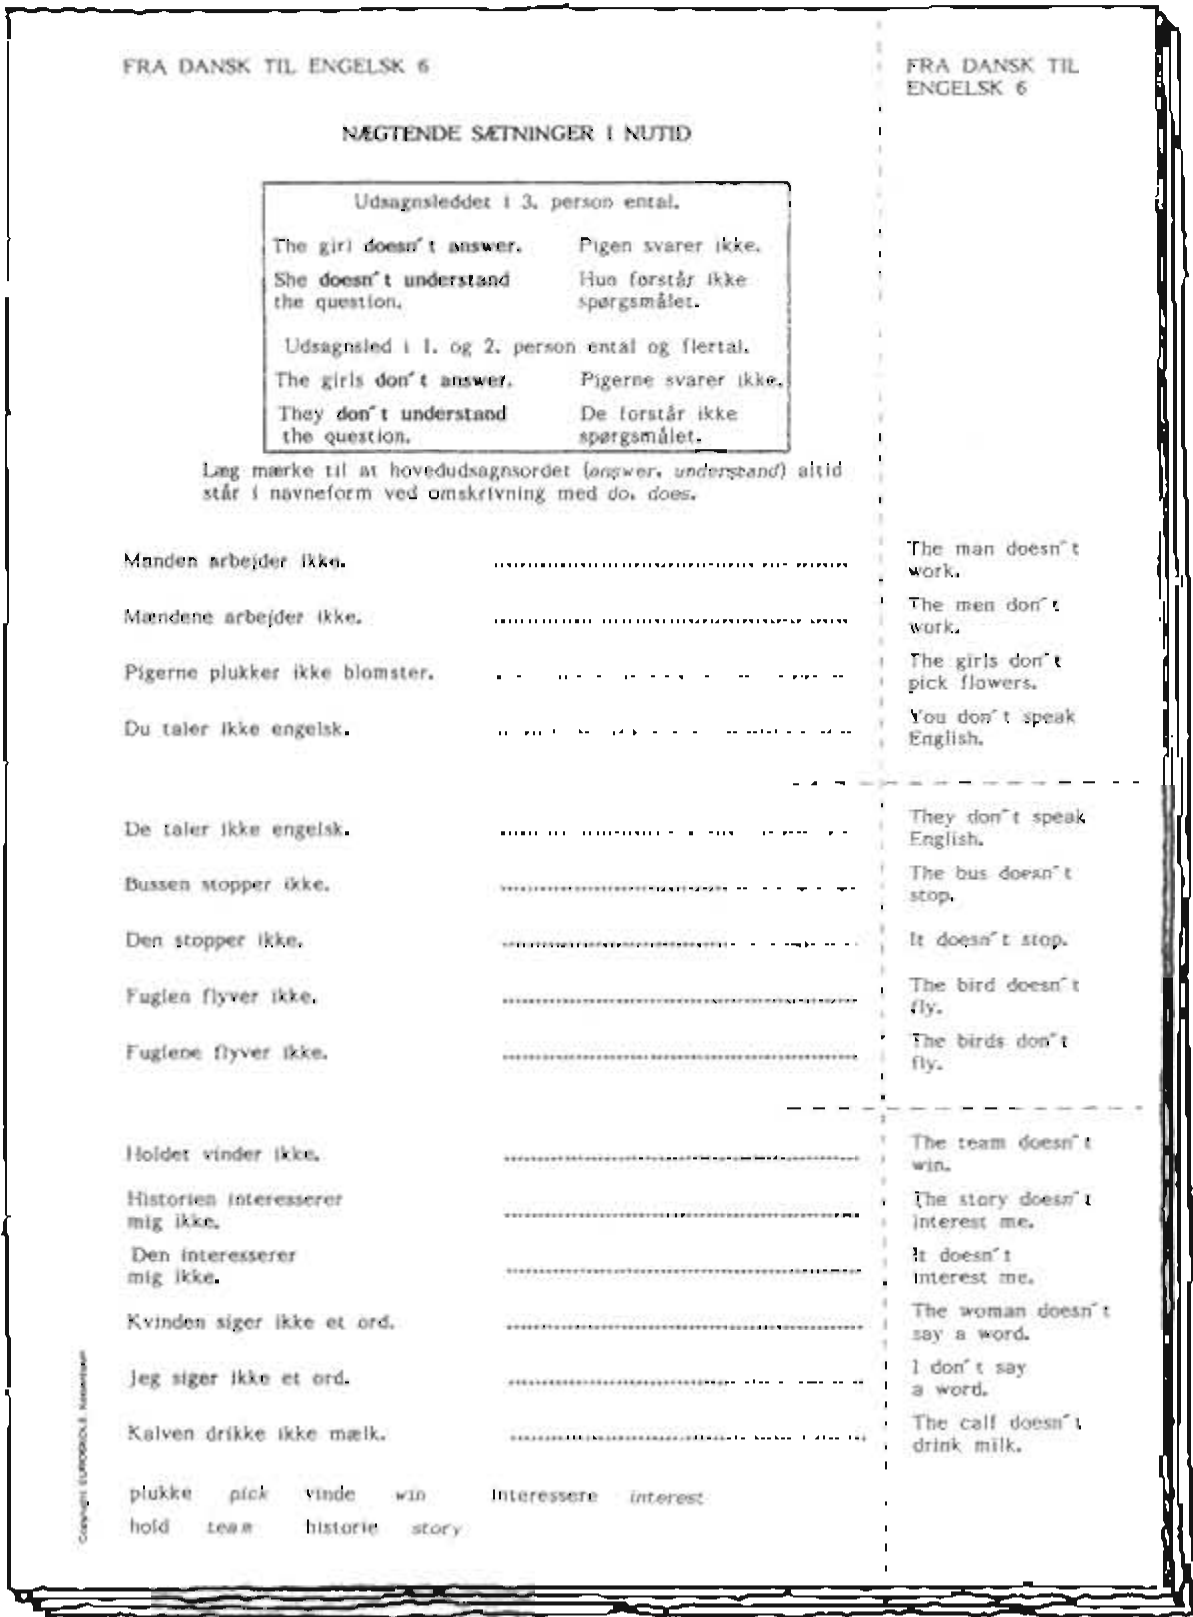 FRA DANSK TIL ENGELSK 6
NÆGTENDE SÆTNINGER I NUTID
Udsagnsleddet i 3. person ental.
The girl doesn't answer. Pigen svarer ikke.
She doesn't understand Hun forstår ikke
the question. spørgsmålet.
Udsagnsled i 1. og 2. person ental og flertal.
The girls don't answer. Pigerne svarer ikke.
They don't understand De forstår ikke
the question. spørgsmålet.
Læg mærke til at hovedudsagnsordet (answer, understand) altid
står i navneform ved omskrivning med do, does.
Manden arbejder ikke.
Mændene arbejder ikke.
Pigerne plukker ikke blomster.
Du taler ikke engelsk.
De taler ikke engelsk.
Bussen stopper ikke.
Den stopper ikke.
Fuglen flyver ikke.
Fuglene flyver ikke.
Holdet vinder ikke.
Historien interesserer
mig ikke.
Den interesserer
mig ikke.
Kvinden siger ikke et ord.
Jeg siger ikke et ord.
Kalven drikke ikke mælk.
plukke pick vinde win interessere interest
hold team historie story
Copyright EUROSKOLE
FRA DANSK TIL
ENGELSK 6
The man doesn't
work.
The men don't
work.
The girls don't
pick flowers.
You don't speak
English.
They don't speak
English.
The bus doesn't
stop.
It doesn't stop.
The bird doesn't
fly.
The birds don't
fly.
The team doesn't
win.
The story doesn't
interest me.
It doesn't
interest me.
The woman doesn't
say a word.
I don't say
a word.
The calf doesn't
drink milk.